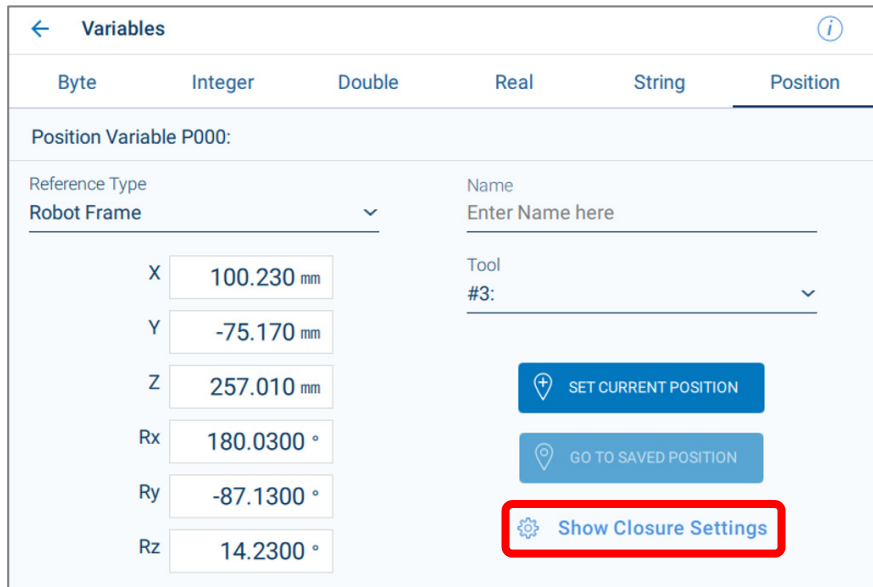 Variables
Byte Integer Double Real String Position
Position Variable P000:
Reference Type
Robot Frame
Name
Enter Name here
Tool
#3:
X 100.230 mm
Y -75.170 mm
Z 257.010 mm
Rx 180.0300 °
Ry -87.1300 °
Rz 14.2300 °
SET CURRENT POSITION
GO TO SAVED POSITION
Show Closure Settings